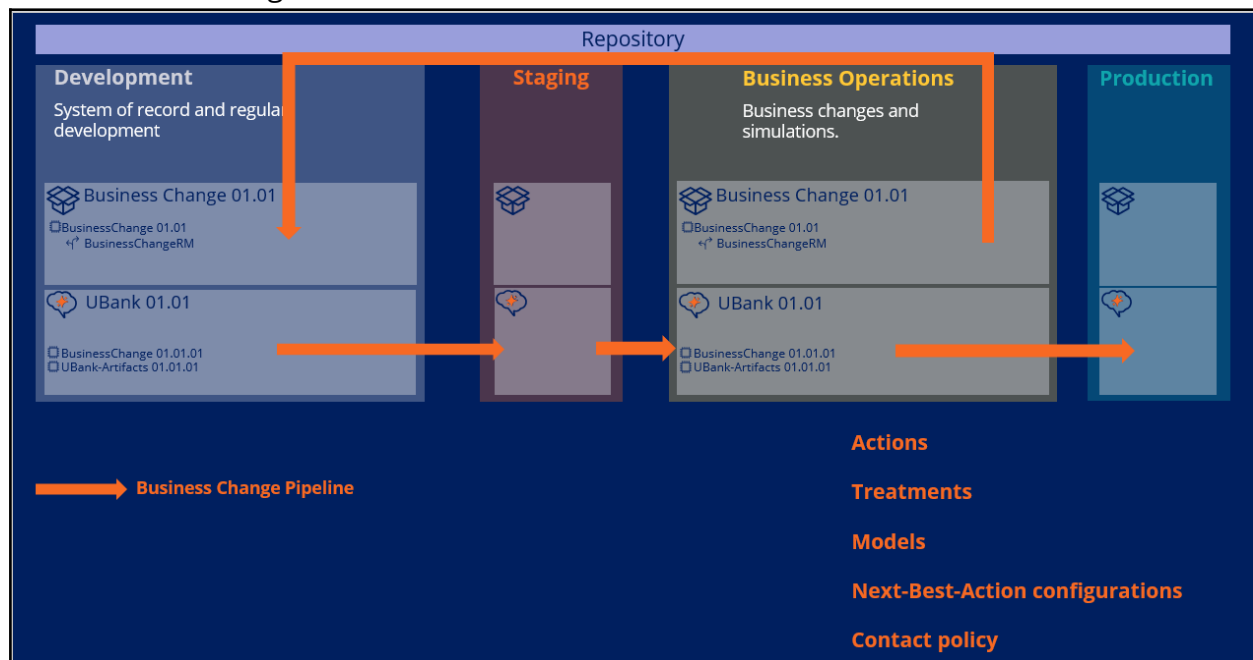 Repository
Development
System of record and regular
development
Business Change 01.01
BusinessChange 01.01
BusinessChangeRM
UBank 01.01
BusinessChange 01.01.01
UBank-Artifacts 01.01.01
Staging
Business Operations
Business changes and
simulations.
Business Change 01.01
BusinessChange 01.01
BusinessChangeRM
UBank 01.01
BusinessChange 01.01.01
UBank-Artifacts 01.01.01
Production
Business Change Pipeline
Actions
Treatments
Models
Next-Best-Action configurations
Contact policy